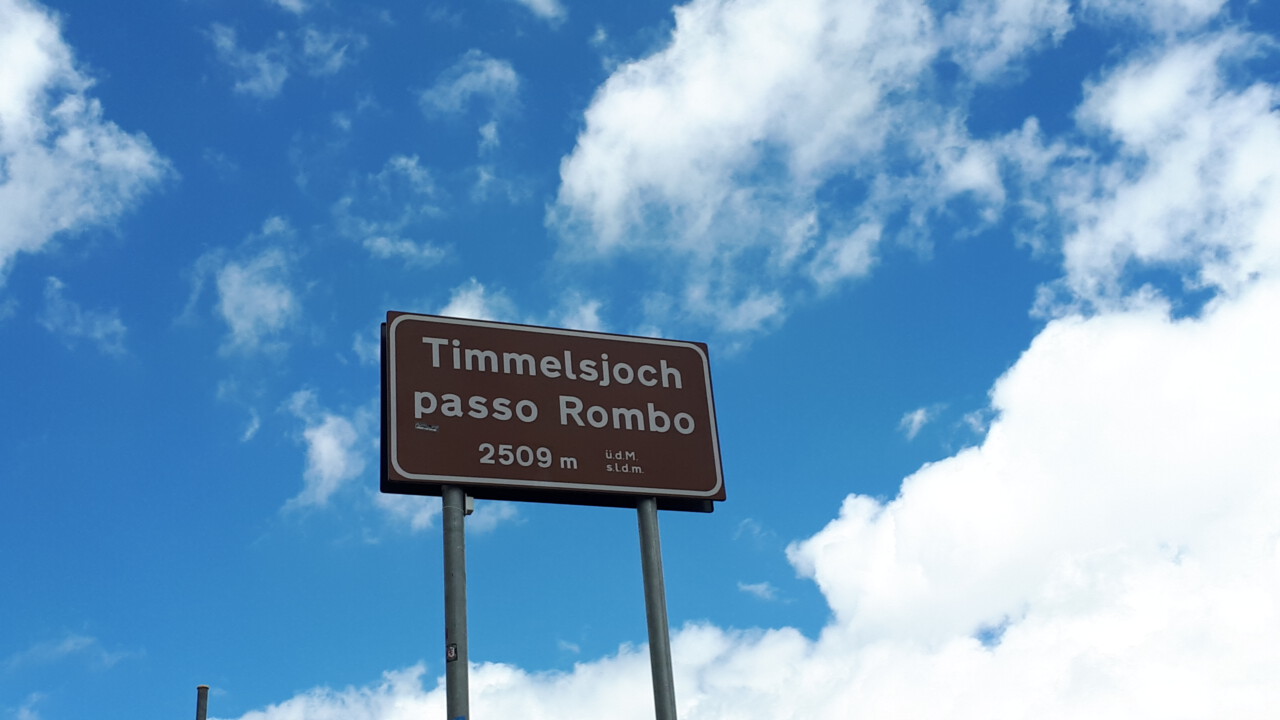 Timmelsjoch
passo Rombo
2509 m
ü.d.M.
s.l.d.m.